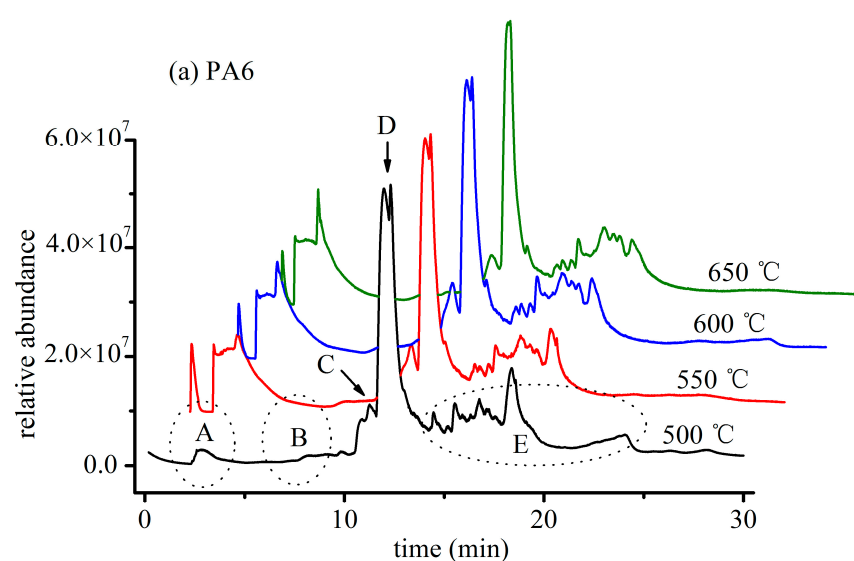 (a) PA6
D
6.0×10⁷
4.0×10⁷
650 ℃
600 ℃
2.0×10⁷
C
550 ℃
A
B
E
500 ℃
0.0
relative abundance
0
10
20
30
time (min)